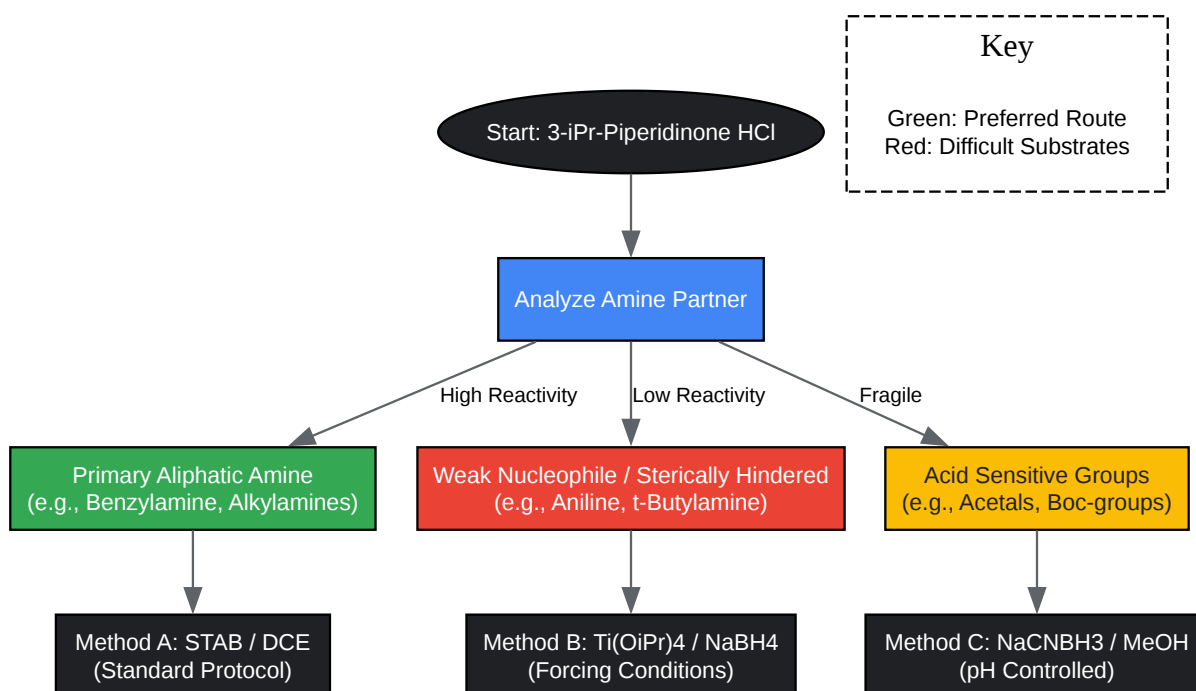 Key
Green: Preferred Route
Red: Difficult Substrates
Start: 3-iPr-Piperidinone HCl
Analyze Amine Partner
High Reactivity
Low Reactivity
Fragile
Primary Aliphatic Amine
(e.g., Benzylamine, Alkylamines)
Weak Nucleophile / Sterically Hindered
(e.g., Aniline, t-Butylamine)
Acid Sensitive Groups
(e.g., Acetals, Boc-groups)
Method A: STAB / DCE
(Standard Protocol)
Method B: Ti(OiPr)4 / NaBH4
(Forcing Conditions)
Method C: NaCNBH3 / MeOH
(pH Controlled)